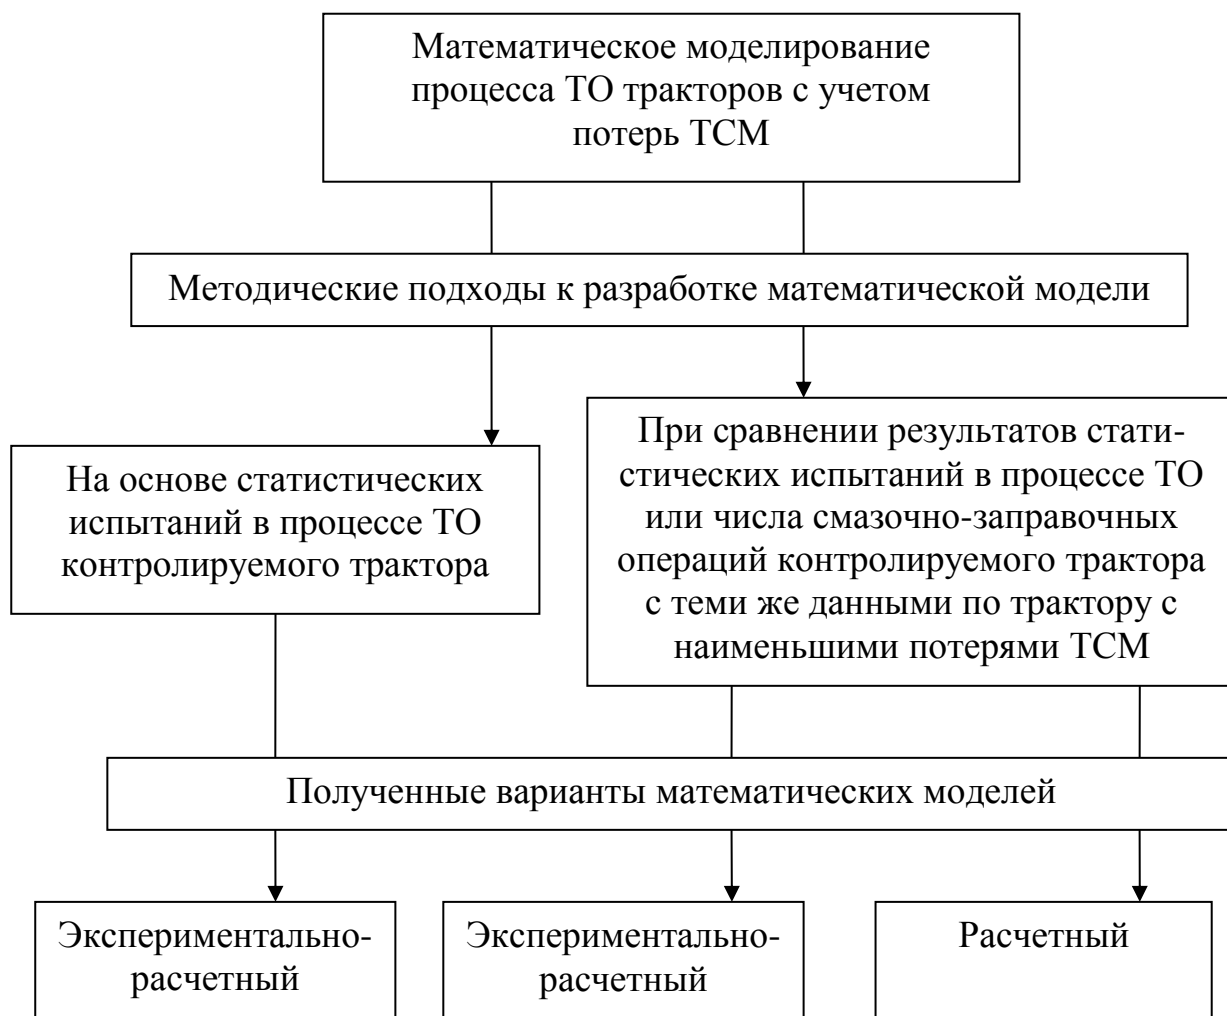 Математическое моделирование
процесса ТО тракторов с учетом
потерь ТСМ
Методические подходы к разработке математической модели
На основе статистических
испытаний в процессе ТО
контролируемого трактора
При сравнении результатов стати-
стических испытаний в процессе ТО
или числа смазочно-заправочных
операций контролируемого трактора
с теми же данными по трактору с
наименьшими потерями ТСМ
Полученные варианты математических моделей
Экспериментально-
расчетный
Экспериментально-
расчетный
Расчетный